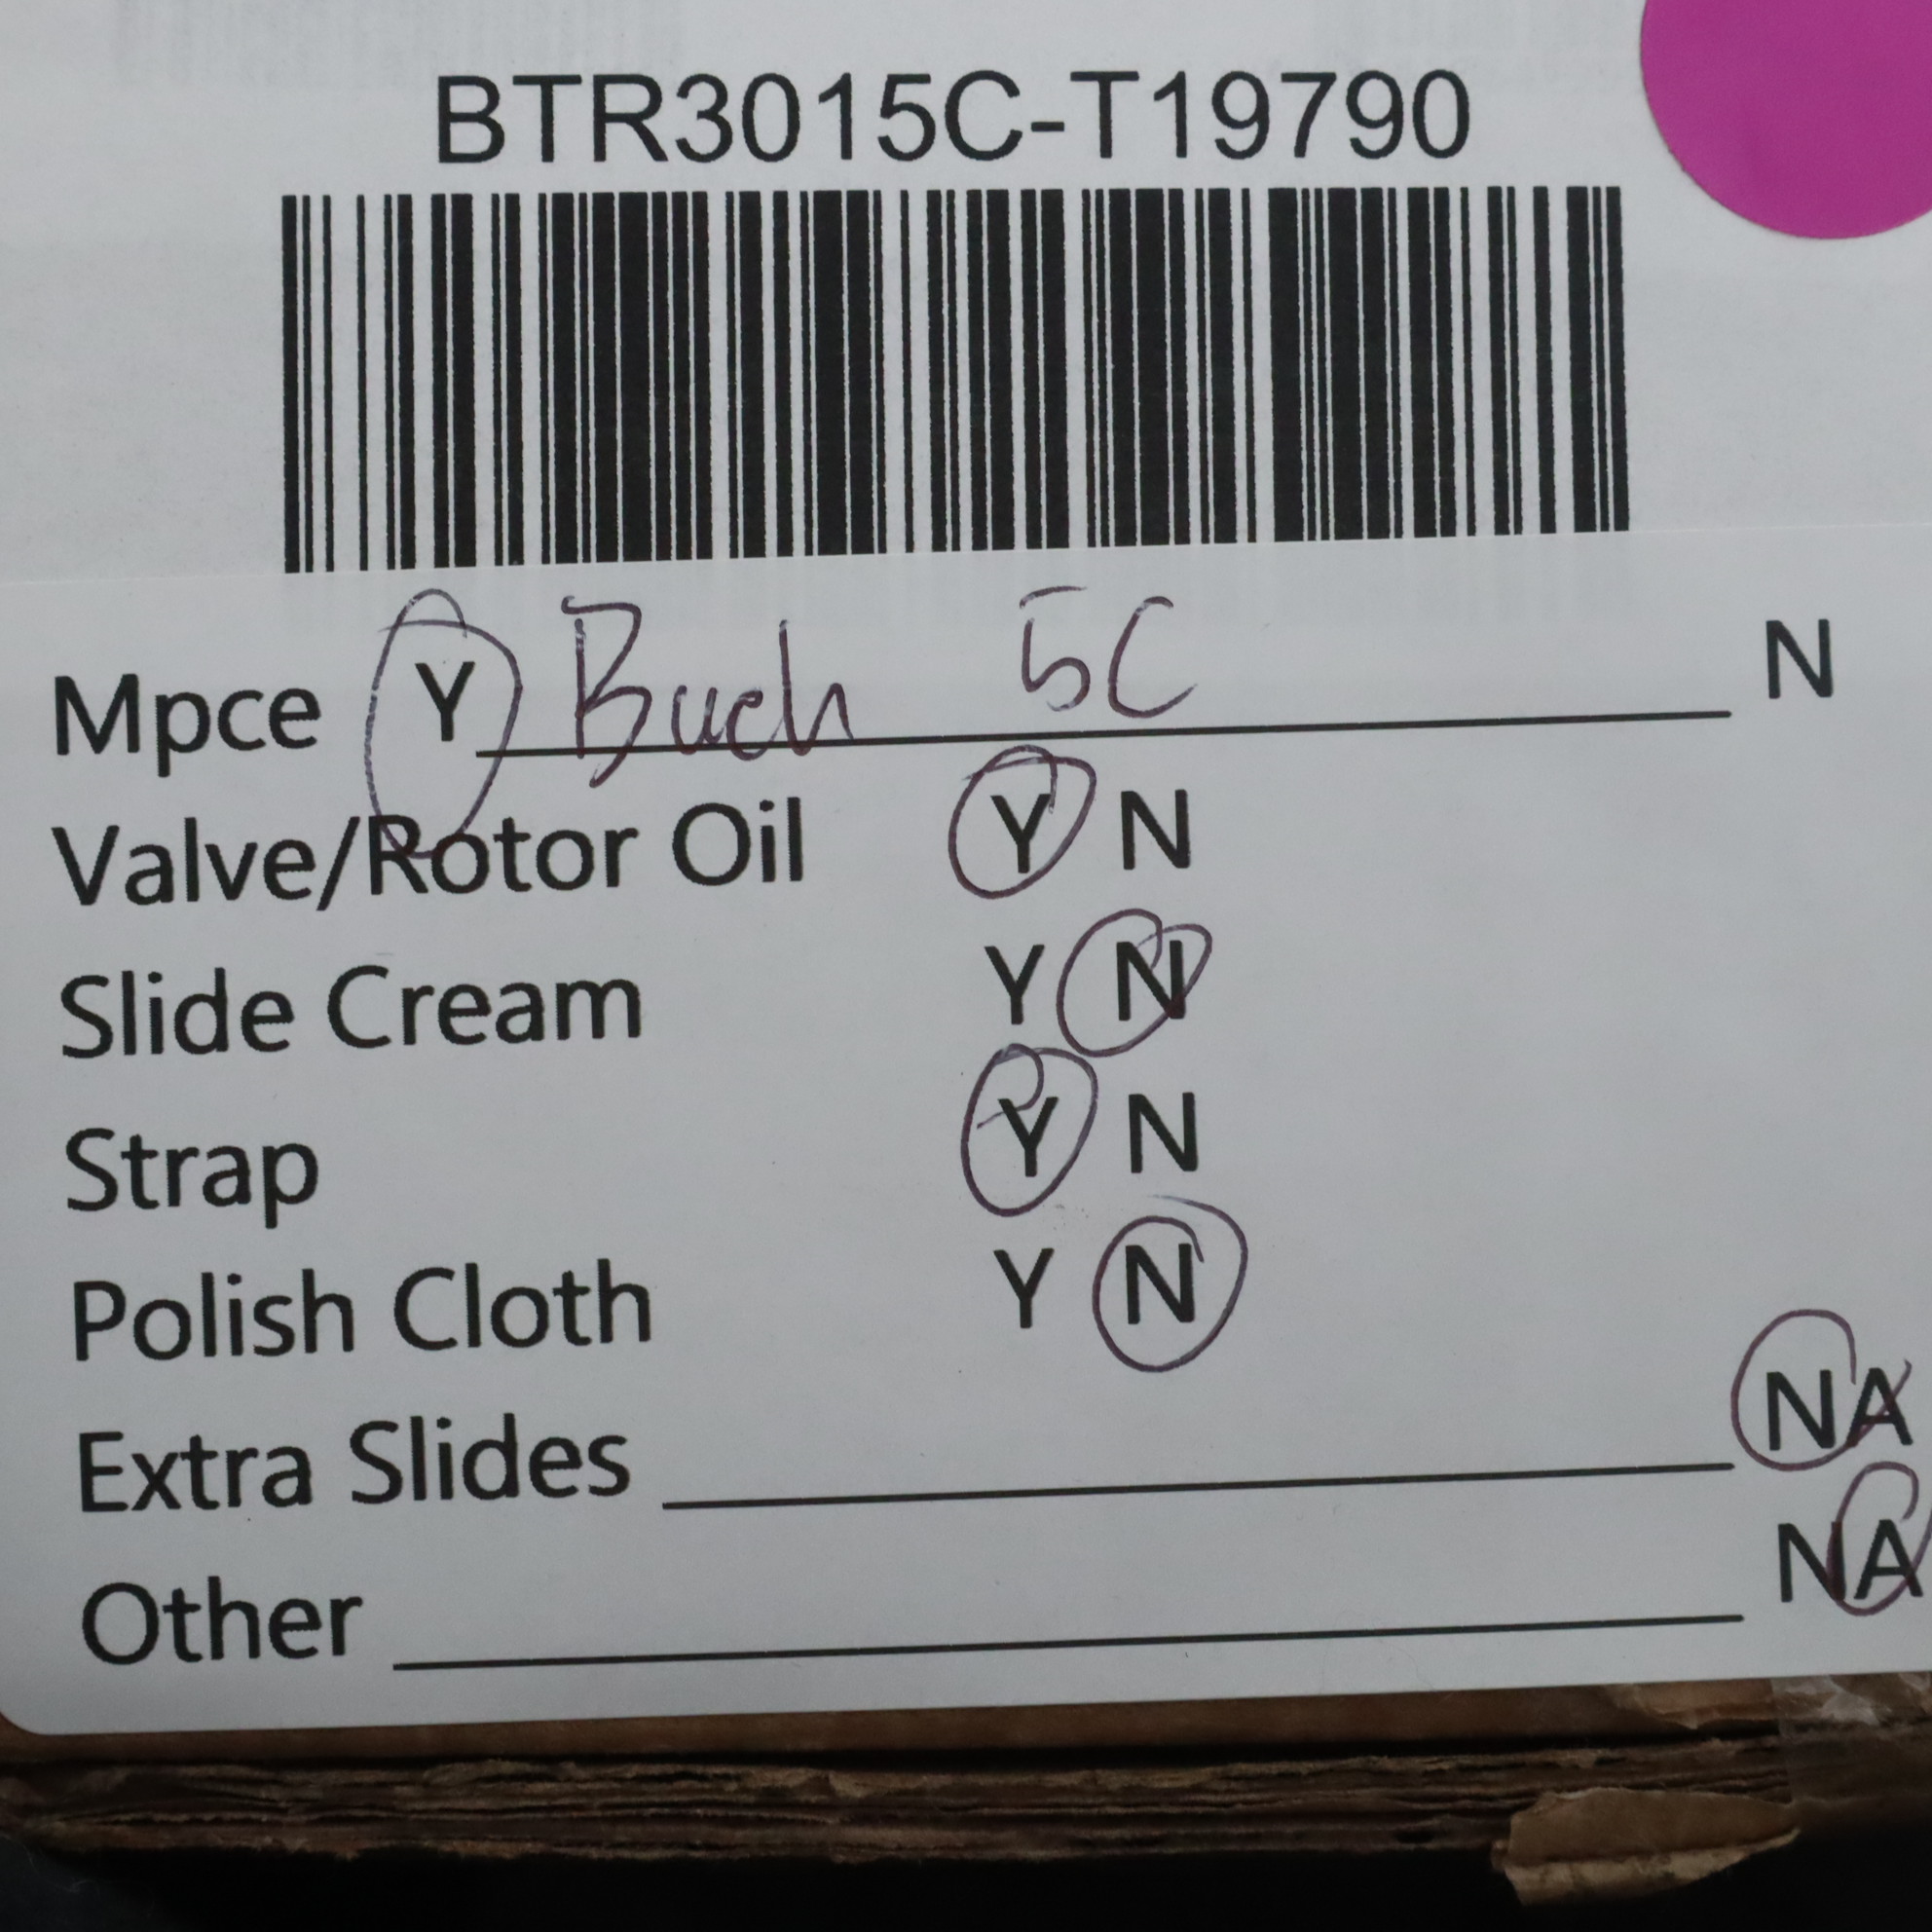 BTR3015C-T19790
Mpce Y Bach 5C N
Valve/Rotor Oil Y N
Slide Cream Y N
Strap Y N
Polish Cloth Y N
Extra Slides NA
Other NA